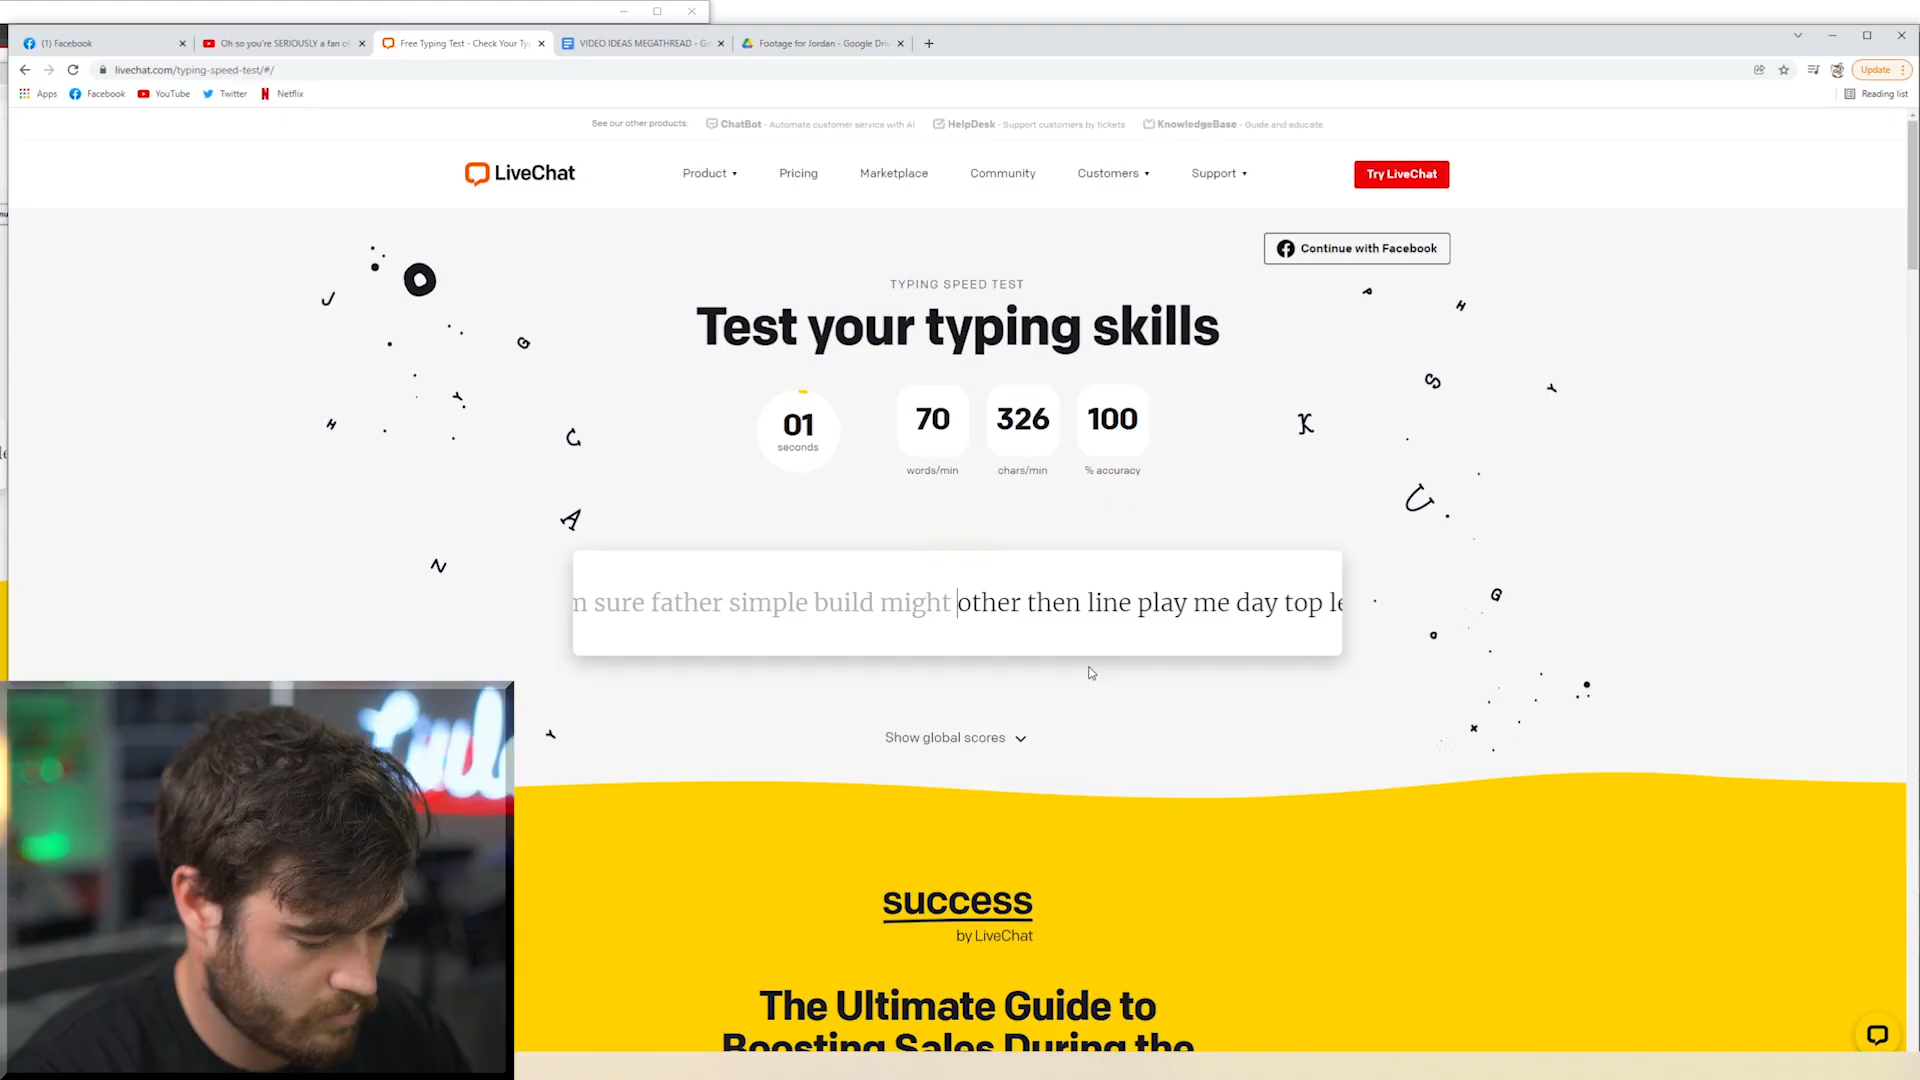 (1) Facebook
Oh so you're SERIOUSLY a fan of
Free Typing Test - Check Your Ty
VIDEO IDEAS MEGATHREAD - Go
Footage for Jordan - Google Driv
livechat.com/typing-speed-test/#/
Update
Apps
Facebook
YouTube
Twitter
Netflix
Reading list
See our other products:
ChatBot - Automate customer service with AI
HelpDesk - Support customers by tickets
KnowledgeBase - Guide and educate
LiveChat
Product
Pricing
Marketplace
Community
Customers
Support
Try LiveChat
Continue with Facebook
TYPING SPEED TEST
Test your typing skills
01
seconds
70
words/min
326
chars/min
100
% accuracy
m sure father simple build might other then line play me day top le
Show global scores
success
by LiveChat
The Ultimate Guide to
Boosting Sales During the